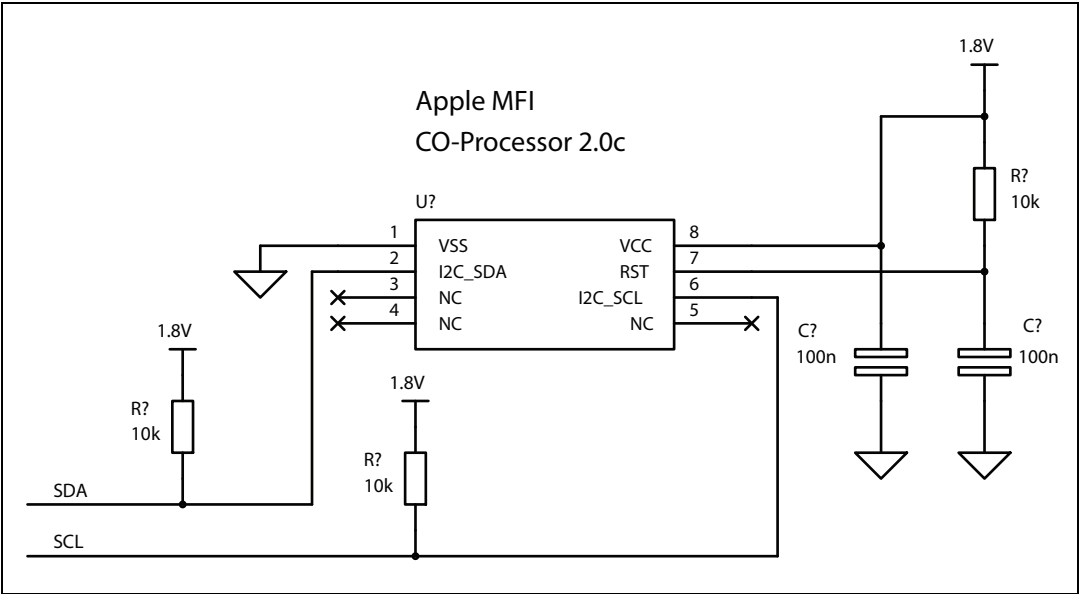 1.8V
Apple MFI
CO-Processor 2.0c
R?
10k
U?
1
8
VSS
VCC
2
7
I2C_SDA
RST
3
6
NC
I2C_SCL
4
5
NC
NC
1.8V
C?
100n
C?
100n
1.8V
R?
10k
R?
10k
SDA
SCL